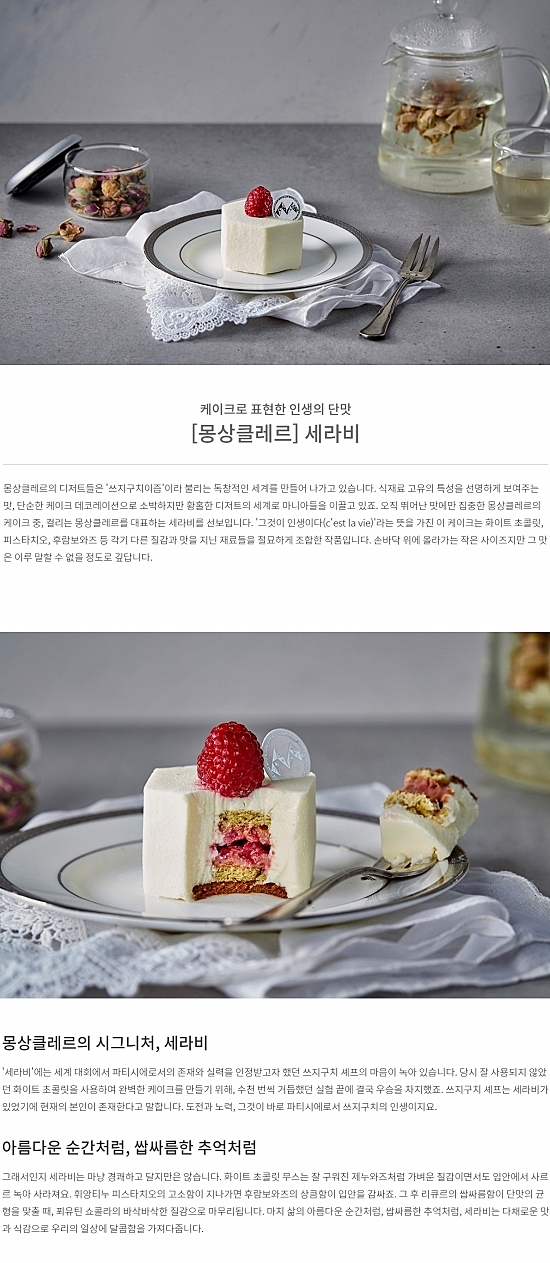 케이크로 표현한 인생의 단맛
[몽상클레르] 세라비
몽상클레르의 디저트들은 '쓰지구치이즘'이라 불리는 독창적인 세계를 만들어 나가고 있습니다. 식재료 고유의 특성을 선명하게 보여주는
맛, 단순한 케이크 데코레이션으로 소박하지만 황홀한 디저트의 세계로 마니아들을 이끌고 있죠. 오직 뛰어난 맛에만 집중한 몽상클레르의
케이크 중, 컬리는 몽상클레르를 대표하는 세라비를 선보입니다. '그것이 인생이다(c'est la vie)'라는 뜻을 가진 이 케이크는 화이트 초콜릿,
피스타치오, 후람보와즈 등 각기 다른 질감과 맛을 지닌 재료들을 절묘하게 조합한 작품입니다. 손바닥 위에 올라가는 작은 사이즈지만 그 맛
은 이루 말할 수 없을 정도로 깊답니다.
몽상클레르의 시그니처, 세라비
'세라비'에는 세계 대회에서 파티시에로서의 존재와 실력을 인정받고자 했던 쓰지구치 셰프의 마음이 녹아 있습니다. 당시 잘 사용되지 않았
던 화이트 초콜릿을 사용하여 완벽한 케이크를 만들기 위해, 수천 번씩 거듭했던 실험 끝에 결국 우승을 차지했죠. 쓰지구치 셰프는 세라비가
있었기에 현재의 본인이 존재한다고 말합니다. 도전과 노력, 그것이 바로 파티시에로서 쓰지구치의 인생이지요.
아름다운 순간처럼, 쌉싸름한 추억처럼
그래서인지 세라비는 마냥 경쾌하고 달지만은 않습니다. 화이트 초콜릿 무스는 잘 구워진 제누와즈처럼 가벼운 질감이면서도 입안에서 사르
르 녹아 사라져요. 휘앙티누 피스타치오의 고소함이 지나가면 후람보와즈의 상큼함이 입안을 감싸죠. 그 후 리큐르의 쌉싸름함이 단맛의 균
형을 맞출 때, 푀유틴 쇼콜라의 바삭바삭한 질감으로 마무리됩니다. 마치 삶의 아름다운 순간처럼, 쌉싸름한 추억처럼, 세라비는 다채로운 맛
과 식감으로 우리의 일상에 달콤함을 가져다줍니다.